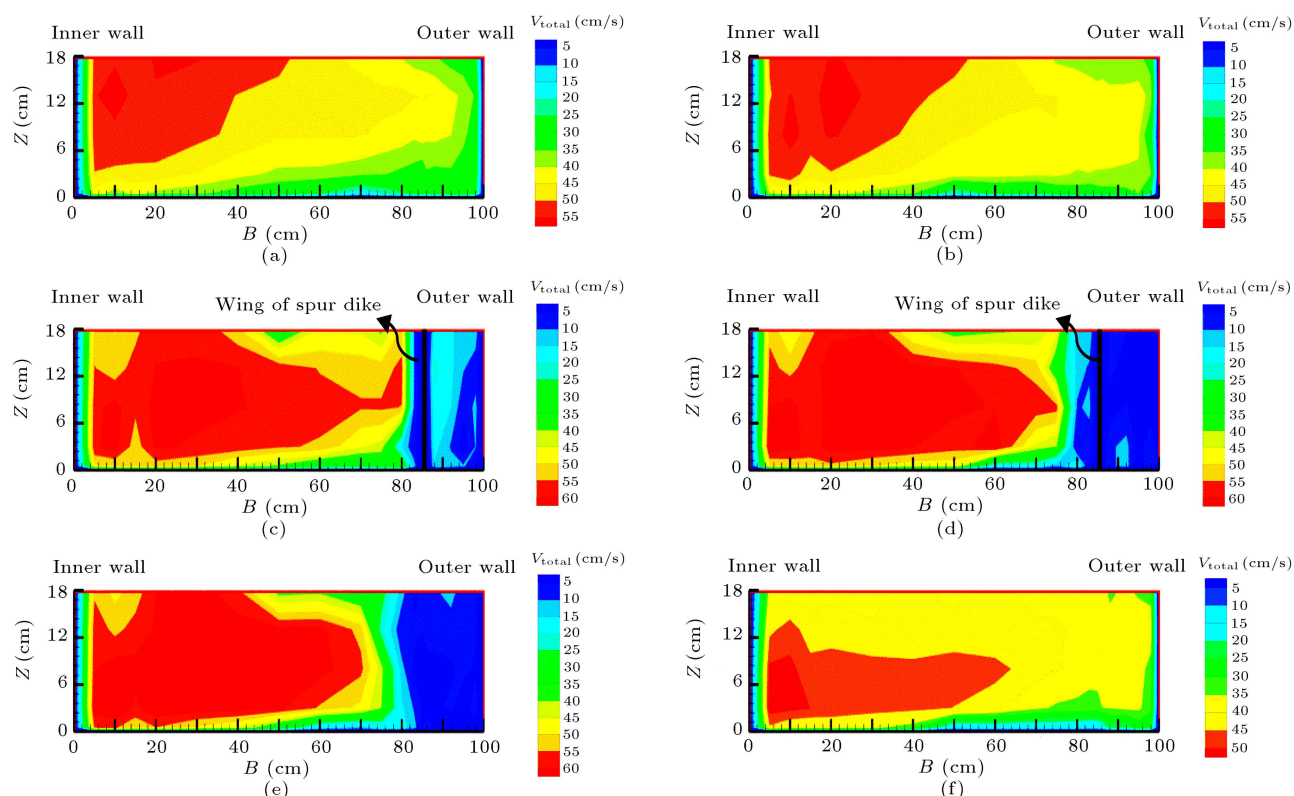 V_total (cm/s)
Inner wall Outer wall
18
12
6
0
Z (cm)
0 20 40 60 80 100
B (cm)
(a)
5
10
15
20
25
30
35
40
45
50
55
V_total (cm/s)
Inner wall Outer wall
18
12
6
0
Z (cm)
0 20 40 60 80 100
B (cm)
(b)
5
10
15
20
25
30
35
40
45
50
55
V_total (cm/s)
Inner wall Outer wall
Wing of spur dike
18
12
6
0
Z (cm)
0 20 40 60 80 100
B (cm)
(c)
5
10
15
20
25
30
35
40
45
50
55
60
V_total (cm/s)
Inner wall Outer wall
Wing of spur dike
18
12
6
0
Z (cm)
0 20 40 60 80 100
B (cm)
(d)
5
10
15
20
25
30
35
40
45
50
55
60
V_total (cm/s)
Inner wall Outer wall
18
12
6
0
Z (cm)
0 20 40 60 80 100
B (cm)
(e)
5
10
15
20
25
30
35
40
45
50
55
60
V_total (cm/s)
Inner wall Outer wall
18
12
6
0
Z (cm)
0 20 40 60 80 100
B (cm)
(f)
5
10
15
20
25
30
35
40
45
50